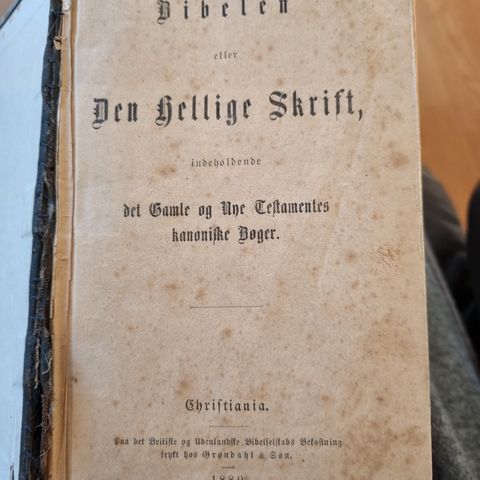 Bibelen
eller
Den Hellige Skrift,
indeholdende
det Gamle og Nye Testamentes
kanoniske Bøger.
Christiania.
Paa det Britiske og Udenlandske Bibelselskabs Bekostning
trykt hos Grøndahl & Søn.